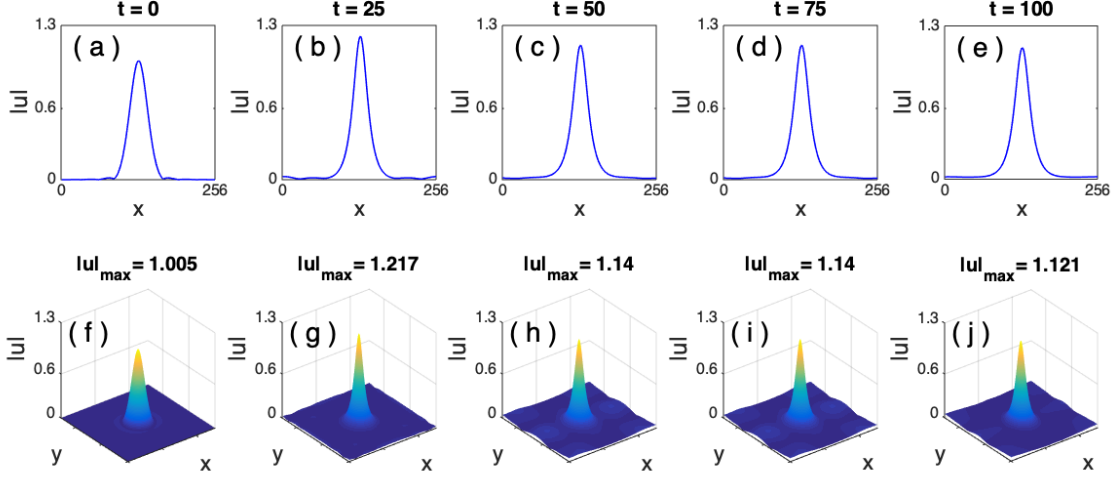 t = 0
t = 25
t = 50
t = 75
t = 100
1.3
( a )
1.3
( b )
1.3
( c )
1.3
( d )
1.3
( e )
|u|
0.6
|u|
0.6
|u|
0.6
|u|
0.6
|u|
0.6
0
0
0
0
0
0
256
0
256
0
256
0
256
0
256
x
x
x
x
x
|u|max = 1.005
|u|max = 1.217
|u|max = 1.14
|u|max = 1.14
|u|max = 1.121
1.3
( f )
1.3
( g )
1.3
( h )
1.3
( i )
1.3
( j )
|u|
0.6
|u|
0.6
|u|
0.6
|u|
0.6
|u|
0.6
0
0
0
0
0
y
x
y
x
y
x
y
x
y
x